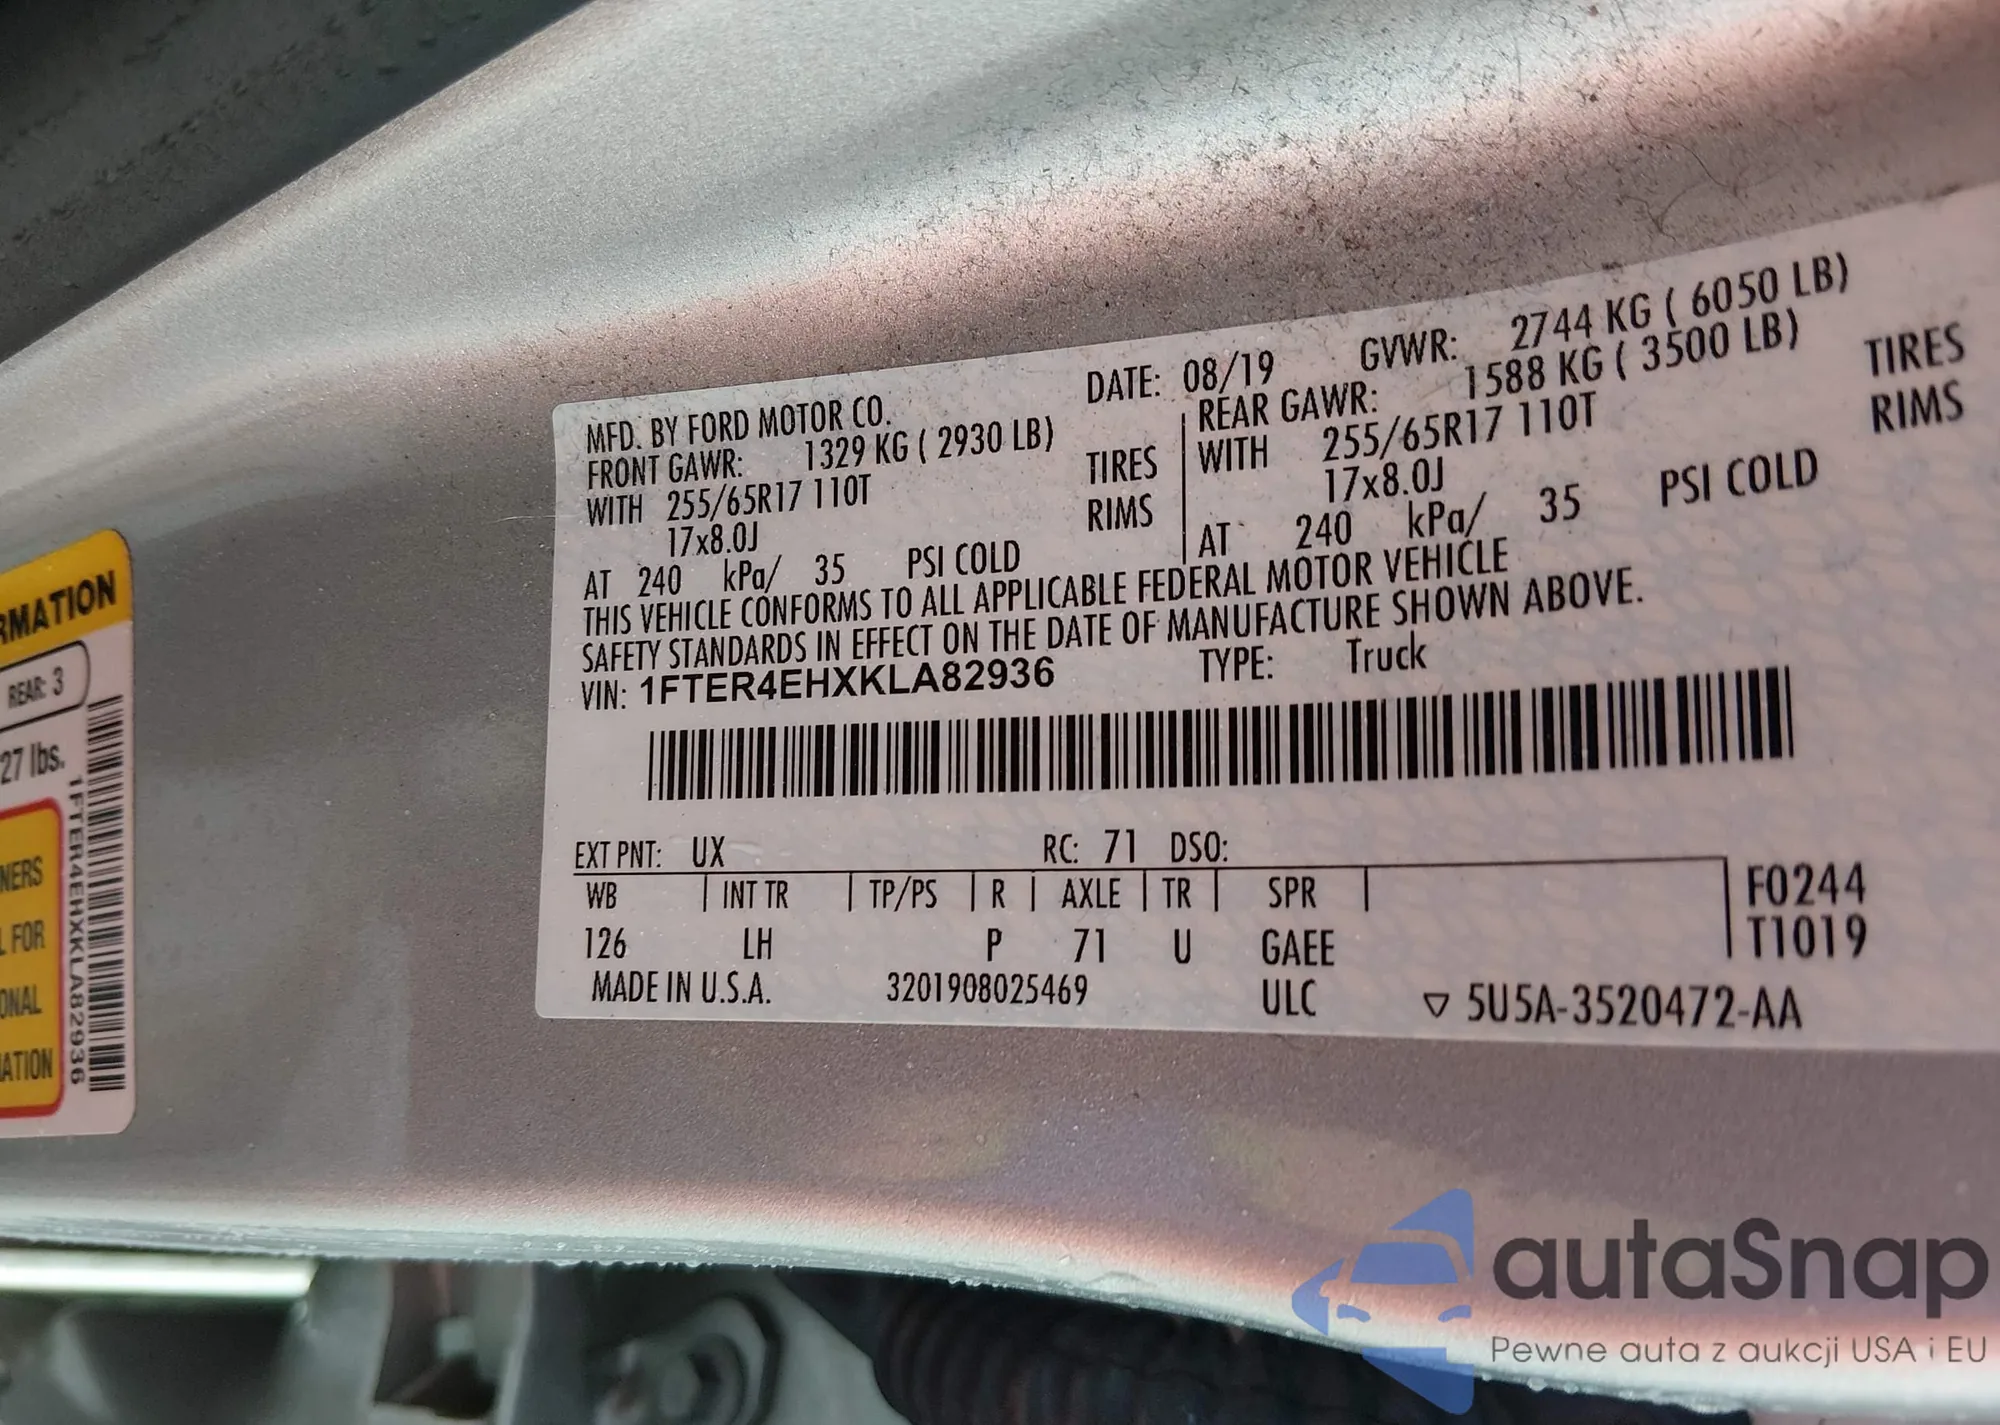 MFD. BY FORD MOTOR CO.
DATE: 08/19 GVWR: 2744 KG ( 6050 LB)
FRONT GAWR: 1329 KG ( 2930 LB)
WITH 255/65R17 110T TIRES
17x8.0J RIMS
AT 240 kPa/ 35 PSI COLD
REAR GAWR: 1588 KG ( 3500 LB)
WITH 255/65R17 110T TIRES
17x8.0J RIMS
AT 240 kPa/ 35 PSI COLD
THIS VEHICLE CONFORMS TO ALL APPLICABLE FEDERAL MOTOR VEHICLE
SAFETY STANDARDS IN EFFECT ON THE DATE OF MANUFACTURE SHOWN ABOVE.
VIN: 1FTER4EHXKLA82936 TYPE: Truck
EXT PNT: UX RC: 71 DSO:
WB | INT TR | TP/PS | R | AXLE | TR | SPR |
126 LH P 71 U GAEE
F0244
T1019
MADE IN U.S.A. 3201908025469 ULC ▽ 5U5A-3520472-AA
RMATION
REAR: 3
27 lbs.
NERS
L FOR
ONAL
ATION
1FTER4EHXKLA82936
autaSnap
Pewne auta z aukcji USA i EU